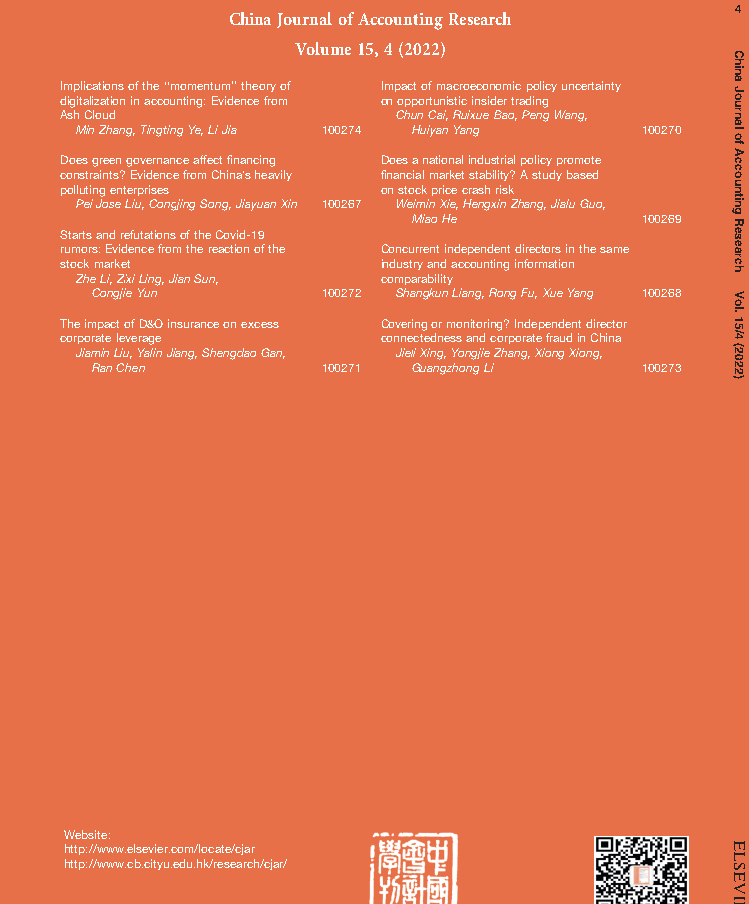 China Journal of Accounting Research
Volume 15, 4 (2022)
Implications of the “momentum” theory of
digitalization in accounting: Evidence from
Ash Cloud
Min Zhang, Tingting Ye, Li Jia 100274
Does green governance affect financing
constraints? Evidence from China's heavily
polluting enterprises
Pei Jose Liu, Congjing Song, Jiayuan Xin 100267
Starts and refutations of the Covid-19
rumors: Evidence from the reaction of the
stock market
Zhe Li, Zixi Ling, Jian Sun,
Congjie Yun 100272
The impact of D&O insurance on excess
corporate leverage
Jiamin Liu, Yalin Jiang, Shengdao Gan,
Ran Chen 100271
Impact of macroeconomic policy uncertainty
on opportunistic insider trading
Chun Cai, Ruixue Bao, Peng Wang,
Huiyan Yang 100270
Does a national industrial policy promote
financial market stability? A study based
on stock price crash risk
Weimin Xie, Hengxin Zhang, Jialu Guo,
Miao He 100269
Concurrent independent directors in the same
industry and accounting information
comparability
Shangkun Liang, Rong Fu, Xue Yang 100268
Covering or monitoring? Independent director
connectedness and corporate fraud in China
Jieli Xing, Yongjie Zhang, Xiong Xiong,
Guangzhong Li 100273
Website:
http://www.elsevier.com/locate/cjar
http://www.cb.cityu.edu.hk/research/cjar/
中國
會計
學刊
4
China Journal of Accounting Research Vol. 15/4 (2022)